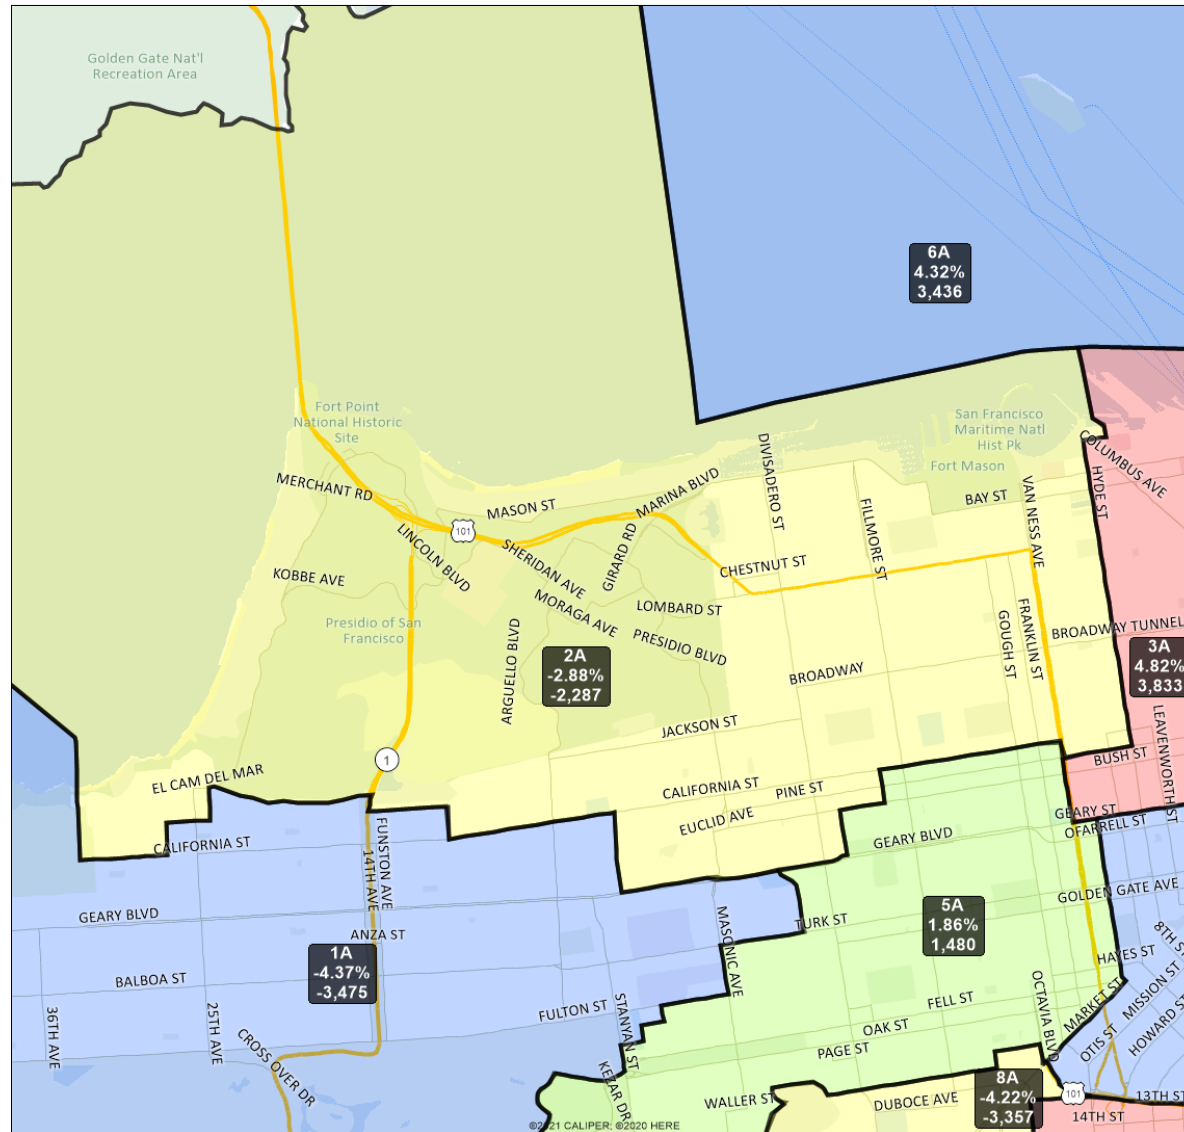 Golden Gate Nat'l
Recreation Area
6A
4.32%
3,436
Fort Point
National Historic
Site
San Francisco
Maritime Natl
Hist Pk
Fort Mason
COLUMBUS AVE
HYDE ST
BAY ST
VAN NESS AVE
DIVISADERO ST
FILLMORE ST
MARINA BLVD
MASON ST
MERCHANT RD
101
LINCOLN BLVD
SHERIDAN AVE
GIRARD RD
CHESTNUT ST
KOBBE AVE
MORAGA AVE
LOMBARD ST
PRESIDIO BLVD
Presidio of San
Francisco
ARGUELLO BLVD
2A
-2.88%
-2,287
GOUGH ST
FRANKLIN ST
BROADWAY TUNNEL
BROADWAY
3A
4.82%
3,833
JACKSON ST
LEAVENWORTH ST
BUSH ST
1
EL CAM DEL MAR
CALIFORNIA ST
PINE ST
EUCLID AVE
GEARY ST
OFARRELL ST
GEARY BLVD
CALIFORNIA ST
FUNSTON AVE
14TH AVE
GEARY BLVD
GOLDEN GATE AVE
5A
1.86%
1,480
TURK ST
MASONIC AVE
ANZA ST
1A
-4.37%
-3,475
BALBOA ST
8TH S
HAYES ST
MISSION ST
MARKET ST
HOWARD ST
OTIS ST
OCTAVIA BLVD
FELL ST
OAK ST
PAGE ST
FULTON ST
STANYAN ST
36TH AVE
25TH AVE
CROSS OVER DR
KEZAR DR
WALLER ST
DUBOCE AVE
8A
-4.22%
-3,357
101
13TH ST
14TH ST
©2021 CALIPER; ©2020 HERE